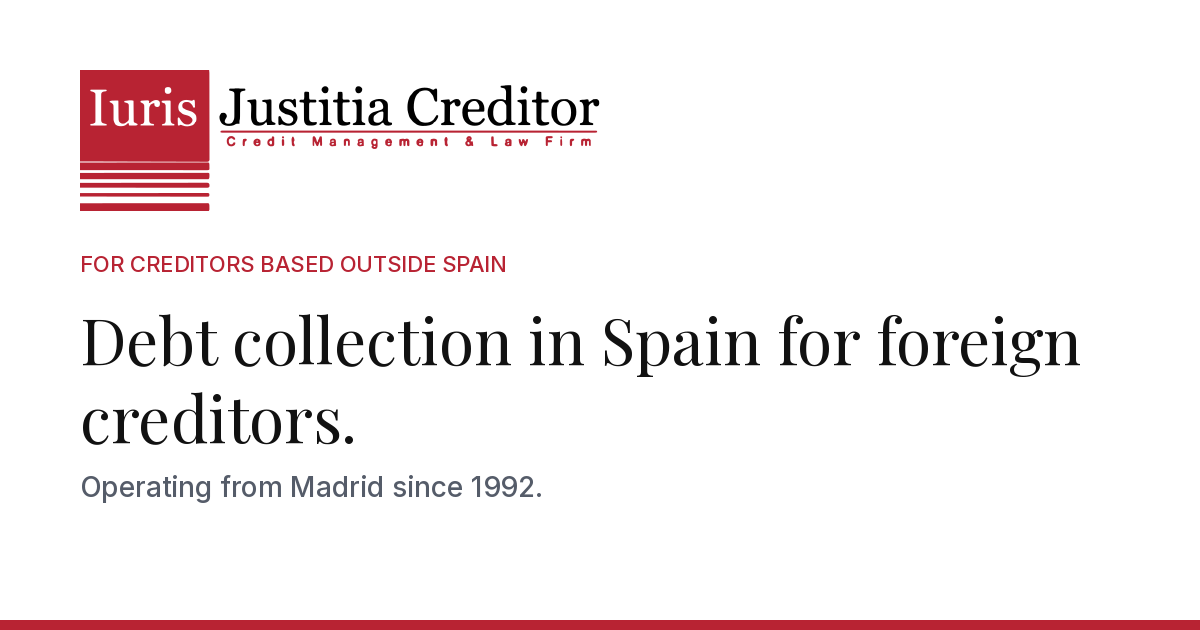 Iuris Justitia Creditor
Credit Management & Law Firm
FOR CREDITORS BASED OUTSIDE SPAIN
Debt collection in Spain for foreign
creditors.
Operating from Madrid since 1992.